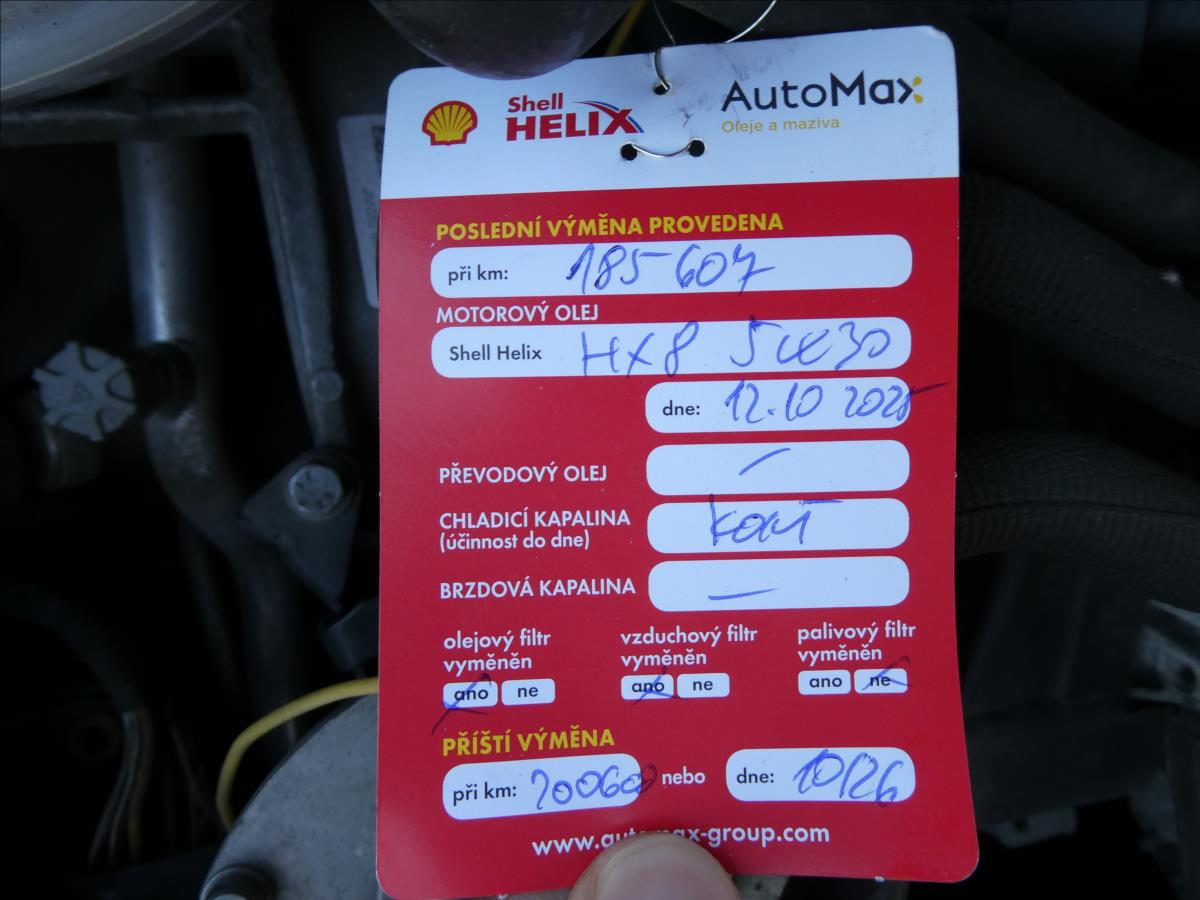 Shell
HELIX
AutoMax
Oleje a maziva
POSLEDNÍ VÝMĚNA PROVEDENA
při km: 185 607
MOTOROVÝ OLEJ
Shell Helix HX8 5W30
dne: 12.10 2025
PŘEVODOVÝ OLEJ –
CHLADICÍ KAPALINA
(účinnost do dne)
BRZDOVÁ KAPALINA –
olejový filtr
vyměněn
ano ne
vzduchový filtr
vyměněn
ano ne
palivový filtr
vyměněn
ano ne
PŘÍŠTÍ VÝMĚNA
při km: 200600 nebo dne: 10/26
www.automax-group.com